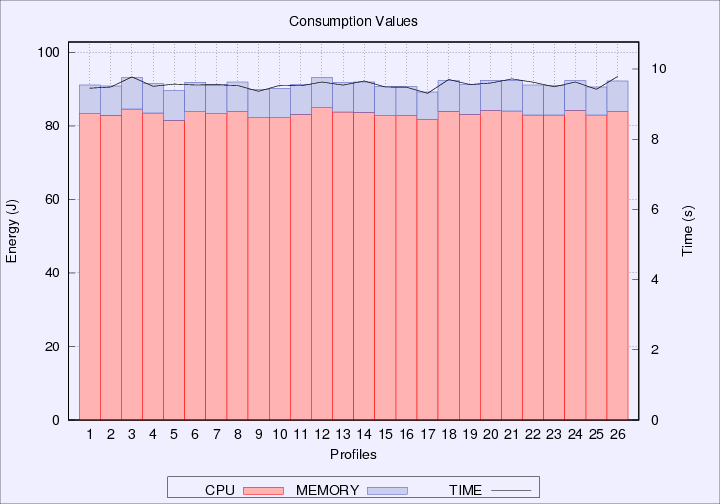 Consumption Values
100
80
60
40
20
0
Energy (J)
10
8
6
4
2
0
Time (s)
1 2 3 4 5 6 7 8 9 10 11 12 13 14 15 16 17 18 19 20 21 22 23 24 25 26
Profiles
CPU MEMORY TIME